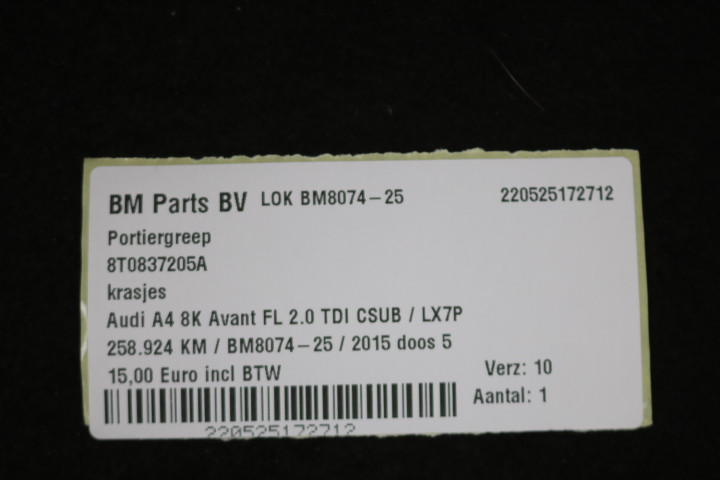 BM Parts BV LOK BM8074-25 220525172712
Portiergreep
8T0837205A
krasjes
Audi A4 8K Avant FL 2.0 TDI CSUB / LX7P
258.924 KM / BM8074-25 / 2015 doos 5
15,00 Euro incl BTW Verz: 10
Aantal: 1
220525172712